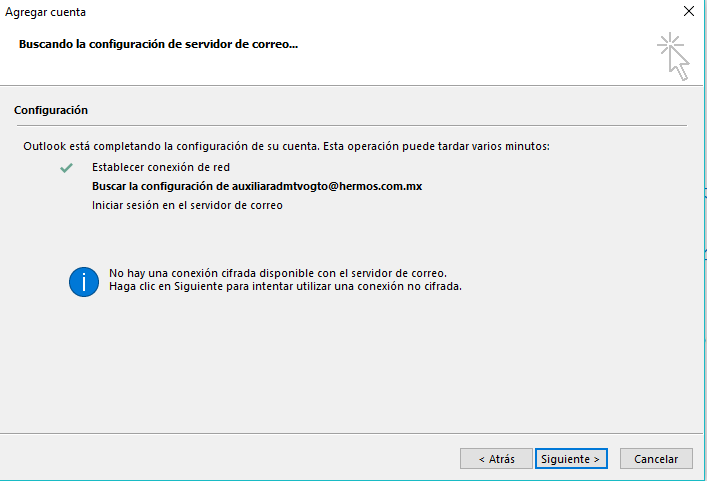 Agregar cuenta
Buscando la configuración de servidor de correo...
Configuración
Outlook está completando la configuración de su cuenta. Esta operación puede tardar varios minutos:
Establecer conexión de red
Buscar la configuración de auxiliaradmtvogto@hermos.com.mx
Iniciar sesión en el servidor de correo
No hay una conexión cifrada disponible con el servidor de correo.
Haga clic en Siguiente para intentar utilizar una conexión no cifrada.
< Atrás
Siguiente >
Cancelar